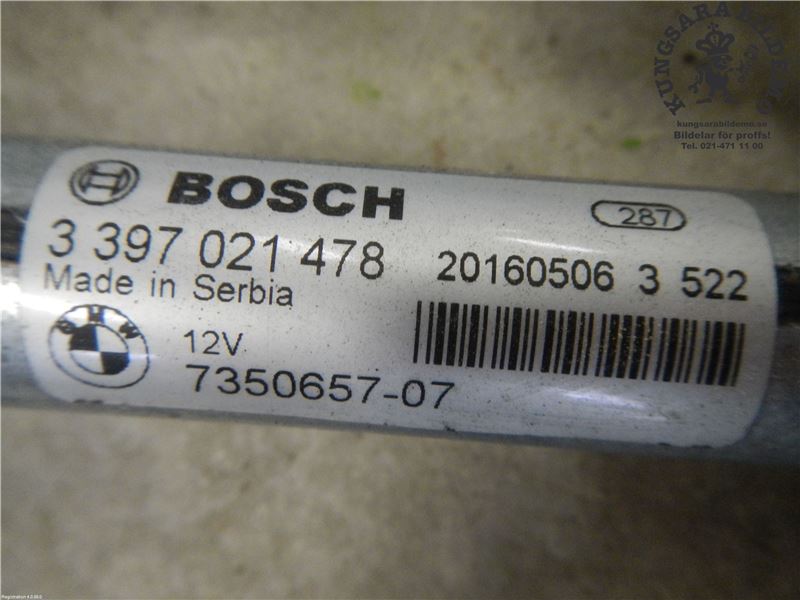 KUNGSARA BILDEMO
kungsarabildemo.se
Bildelar för proffs!
Tel. 021-471 11 00
BOSCH
287
3 397 021 478
20160506 3 522
Made in Serbia
BMW
12V
7350657-07